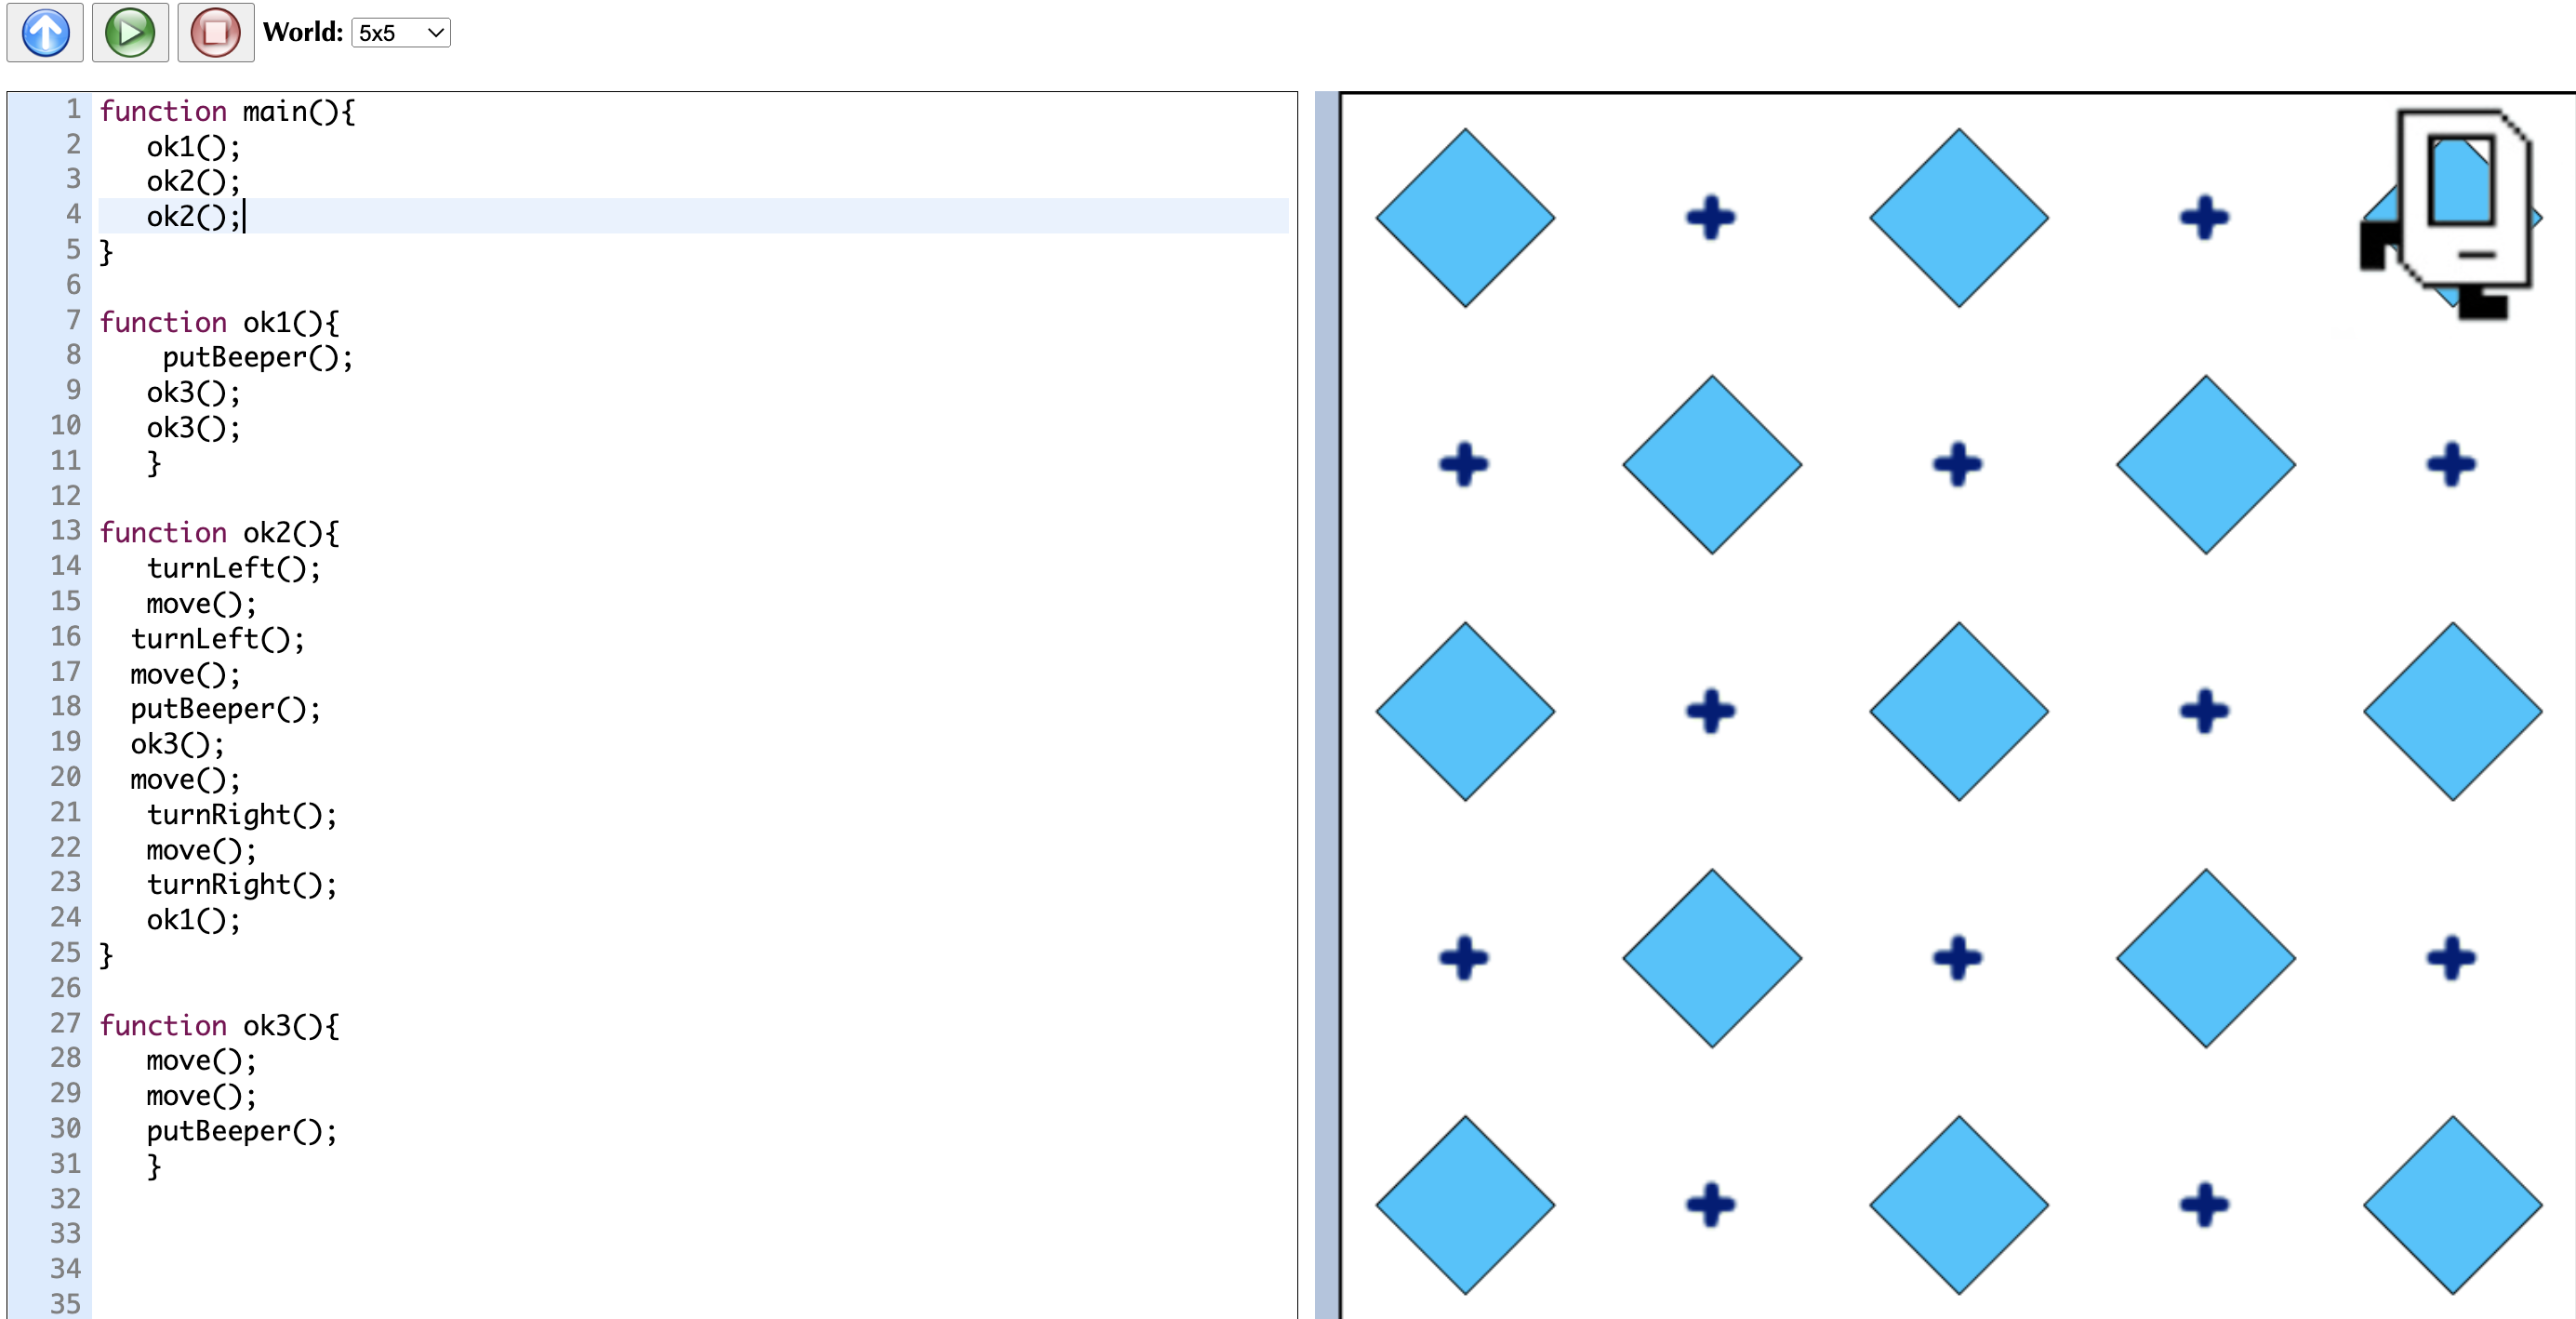 World: 5x5
1 function main(){
2    ok1();
3    ok2();
4    ok2();
5 }
6
7 function ok1(){
8     putBeeper();
9    ok3();
10    ok3();
11    }
12
13 function ok2(){
14    turnLeft();
15    move();
16   turnLeft();
17   move();
18   putBeeper();
19   ok3();
20   move();
21    turnRight();
22    move();
23    turnRight();
24    ok1();
25 }
26
27 function ok3(){
28    move();
29    move();
30    putBeeper();
31    }
32
33
34
35